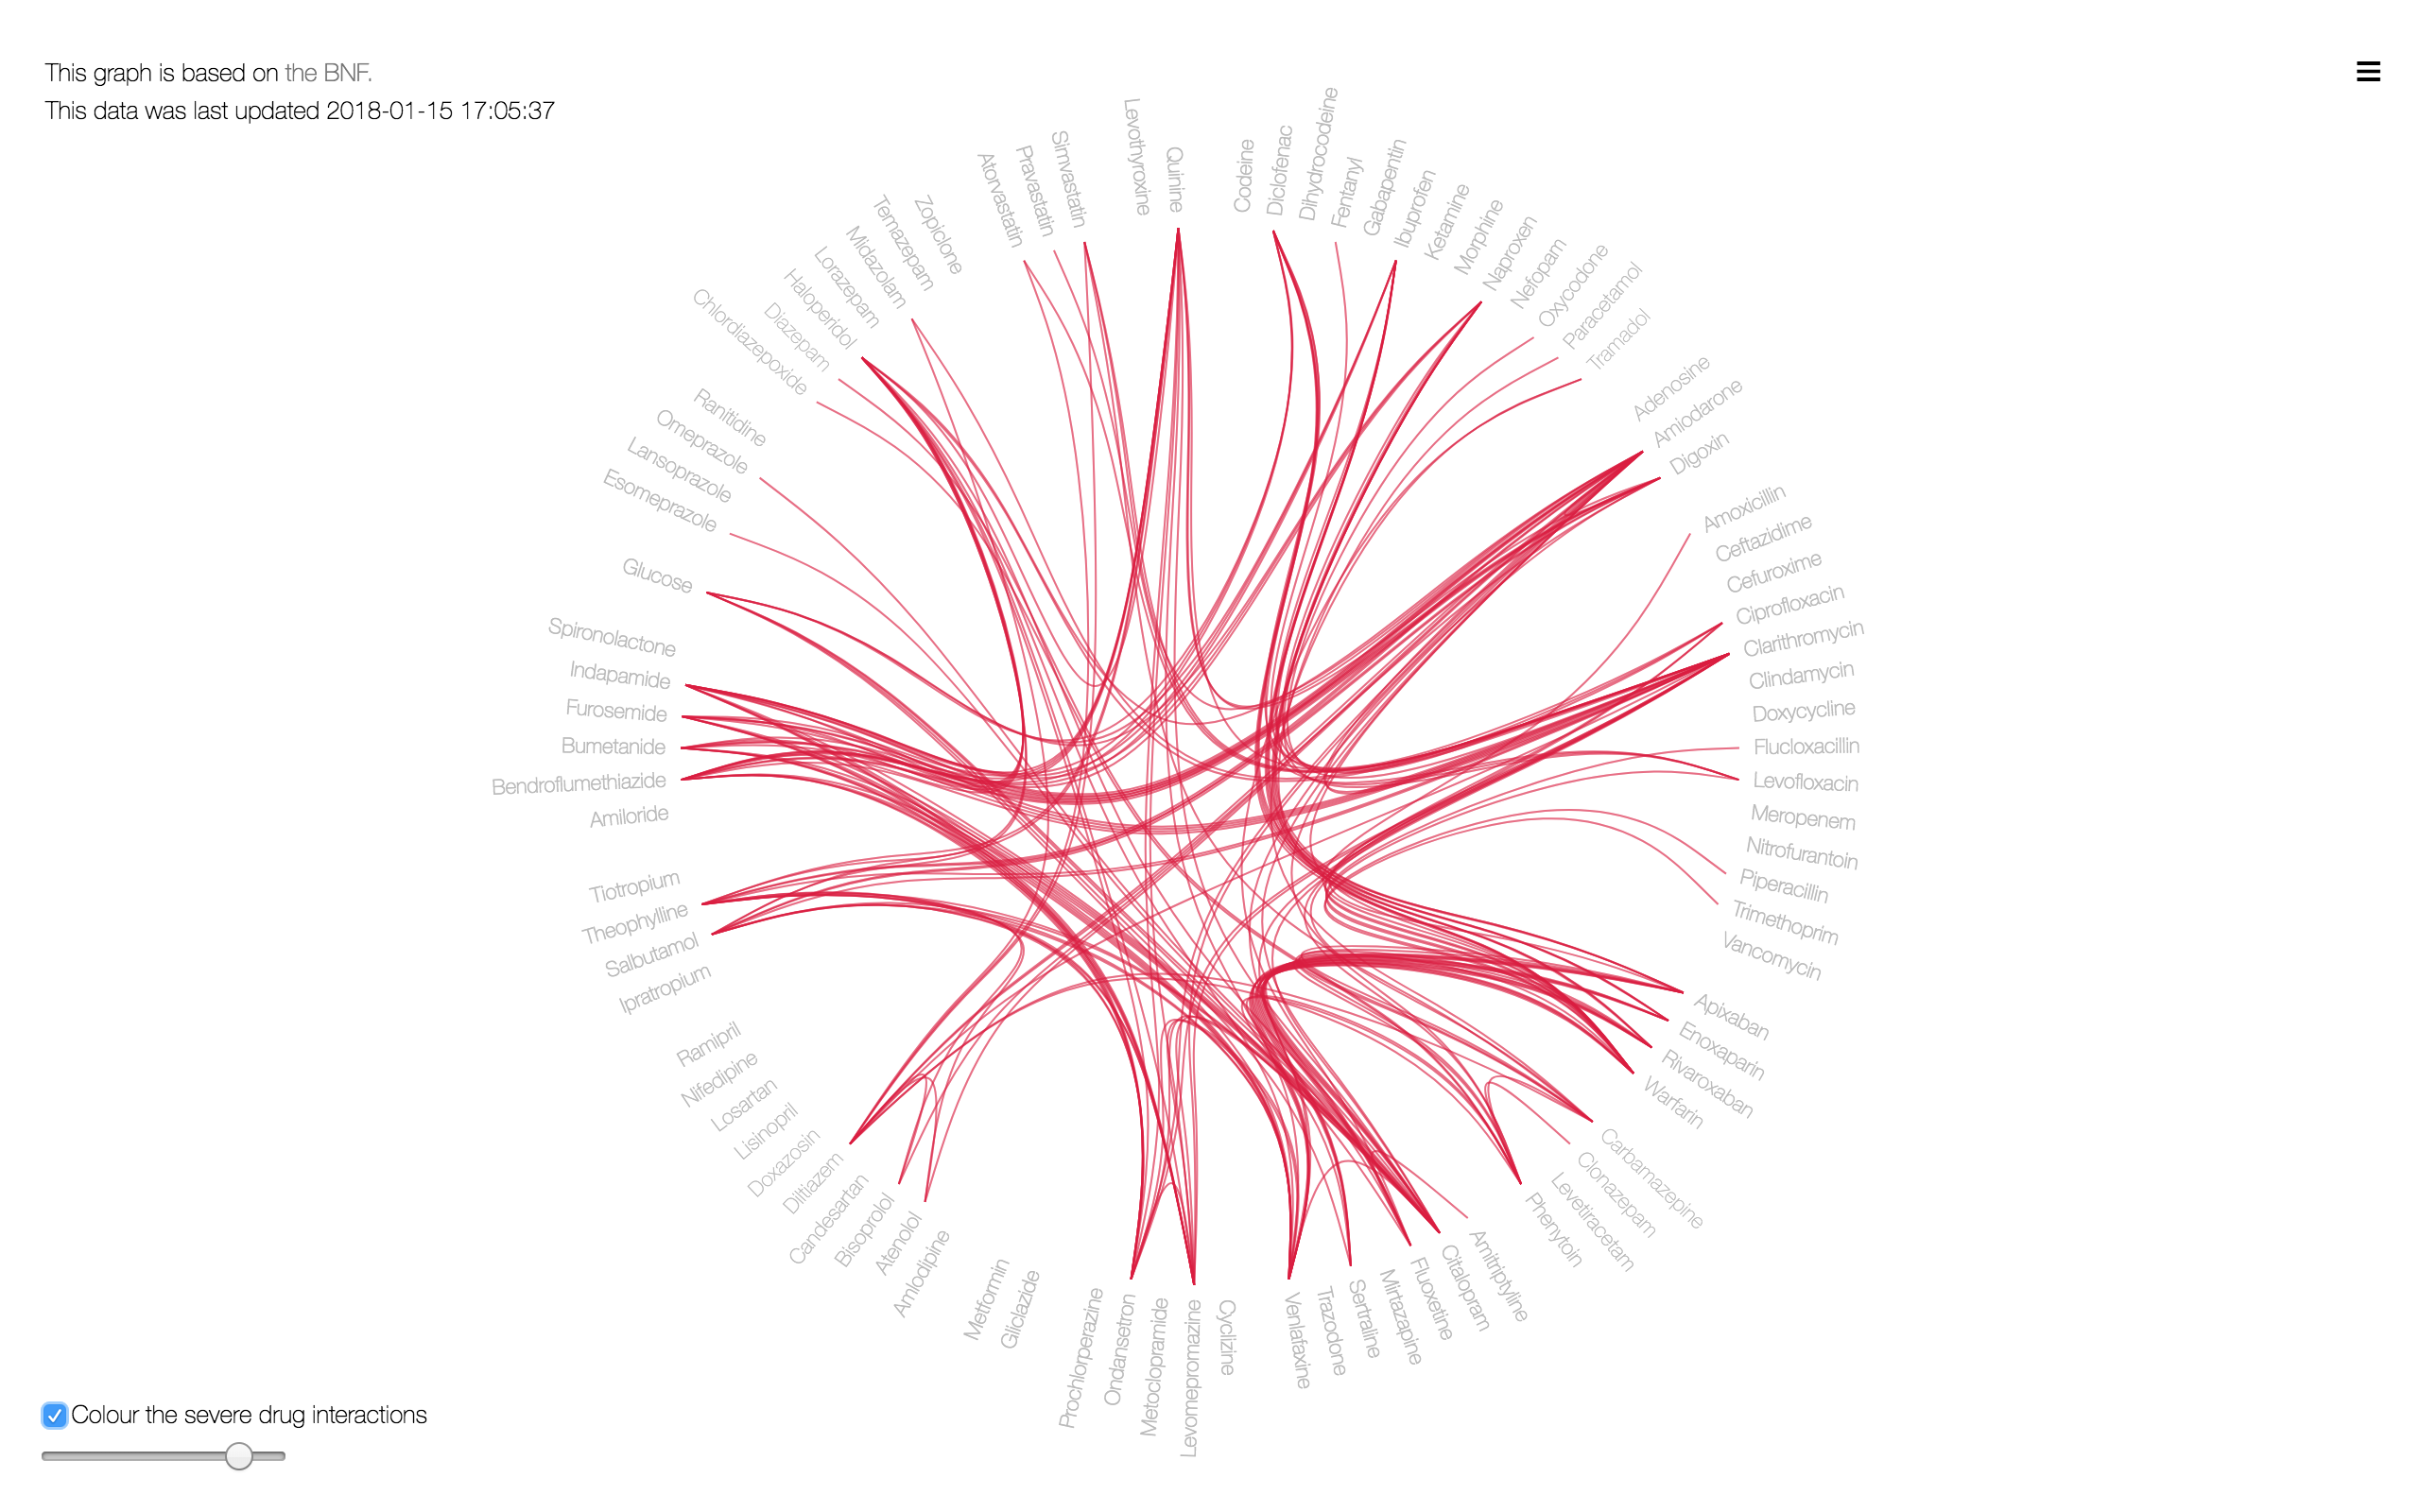 This graph is based on the BNF.
This data was last updated 2018-01-15 17:05:37
Codeine
Diclofenac
Dihydrocodeine
Fentanyl
Gabapentin
Ibuprofen
Ketamine
Morphine
Naproxen
Nefopam
Oxycodone
Paracetamol
Tramadol
Adenosine
Amiodarone
Digoxin
Amoxicillin
Ceftazidime
Cefuroxime
Ciprofloxacin
Clarithromycin
Clindamycin
Doxycycline
Flucloxacillin
Levofloxacin
Meropenem
Nitrofurantoin
Piperacillin
Trimethoprim
Vancomycin
Apixaban
Enoxaparin
Rivaroxaban
Warfarin
Carbamazepine
Clonazepam
Levetiracetam
Phenytoin
Amitriptyline
Citalopram
Fluoxetine
Mirtazapine
Sertraline
Trazodone
Venlafaxine
Cyclizine
Levomepromazine
Metoclopramide
Ondansetron
Prochlorperazine
Gliclazide
Metformin
Amlodipine
Atenolol
Bisoprolol
Candesartan
Diltiazem
Doxazosin
Lisinopril
Losartan
Nifedipine
Ramipril
Ipratropium
Salbutamol
Theophylline
Tiotropium
Amiloride
Bendroflumethiazide
Bumetanide
Furosemide
Indapamide
Spironolactone
Glucose
Esomeprazole
Lansoprazole
Omeprazole
Ranitidine
Chlordiazepoxide
Diazepam
Haloperidol
Lorazepam
Midazolam
Temazepam
Zopiclone
Atorvastatin
Pravastatin
Simvastatin
Levothyroxine
Quinine
Colour the severe drug interactions